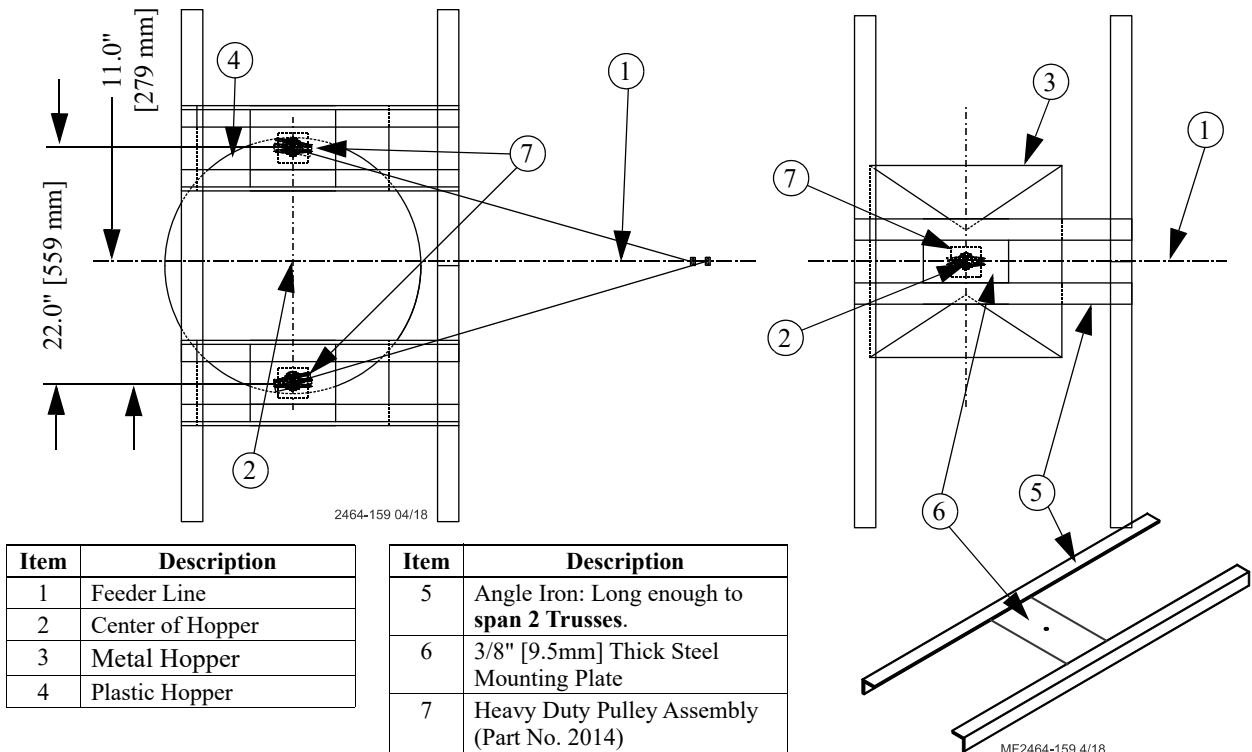 11.0"
[279 mm]
22.0" [559 mm]
4
1
7
2
2464-159 04/18
3
1
7
2
6
5
6
MF2464-159 4/18
Item Description
1 Feeder Line
2 Center of Hopper
3 Metal Hopper
4 Plastic Hopper
Item Description
5 Angle Iron: Long enough to
span 2 Trusses.
6 3/8" [9.5mm] Thick Steel
Mounting Plate
7 Heavy Duty Pulley Assembly
(Part No. 2014)